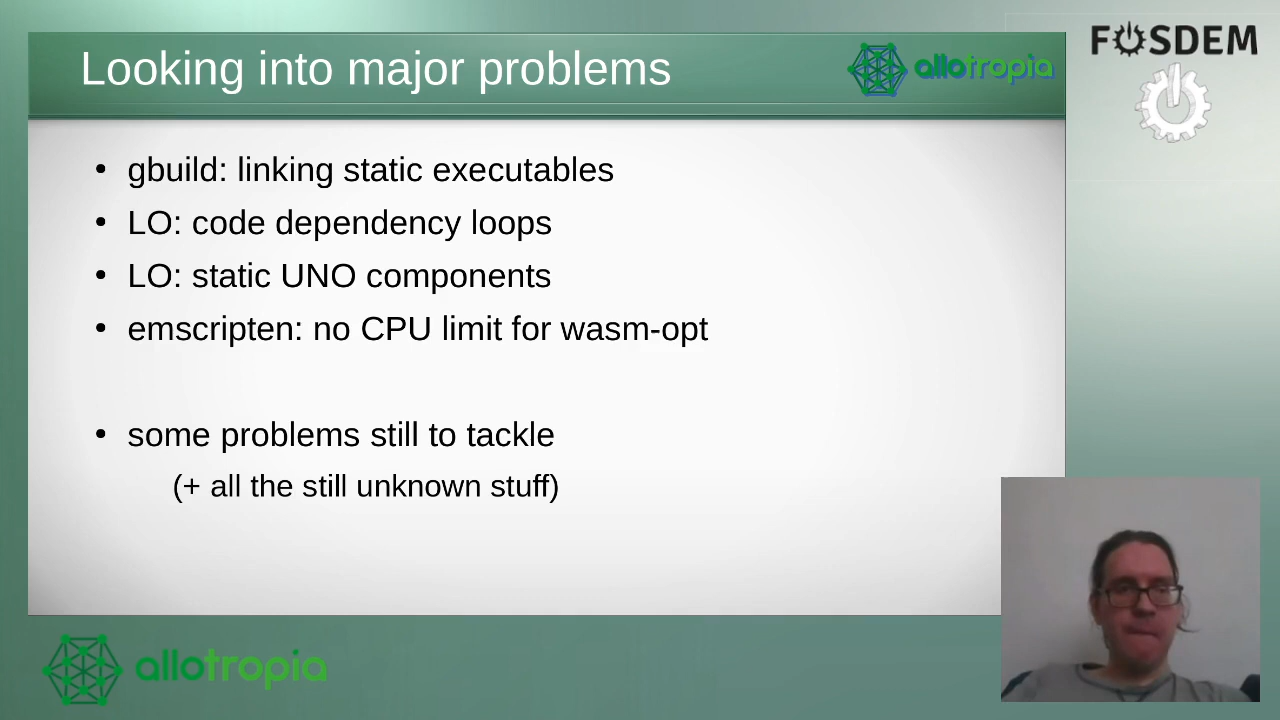 Looking into major problems
allotropia
FOSDEM
• gbuild: linking static executables
• LO: code dependency loops
• LO: static UNO components
• emscripten: no CPU limit for wasm-opt
• some problems still to tackle
(+ all the still unknown stuff)
allotropia